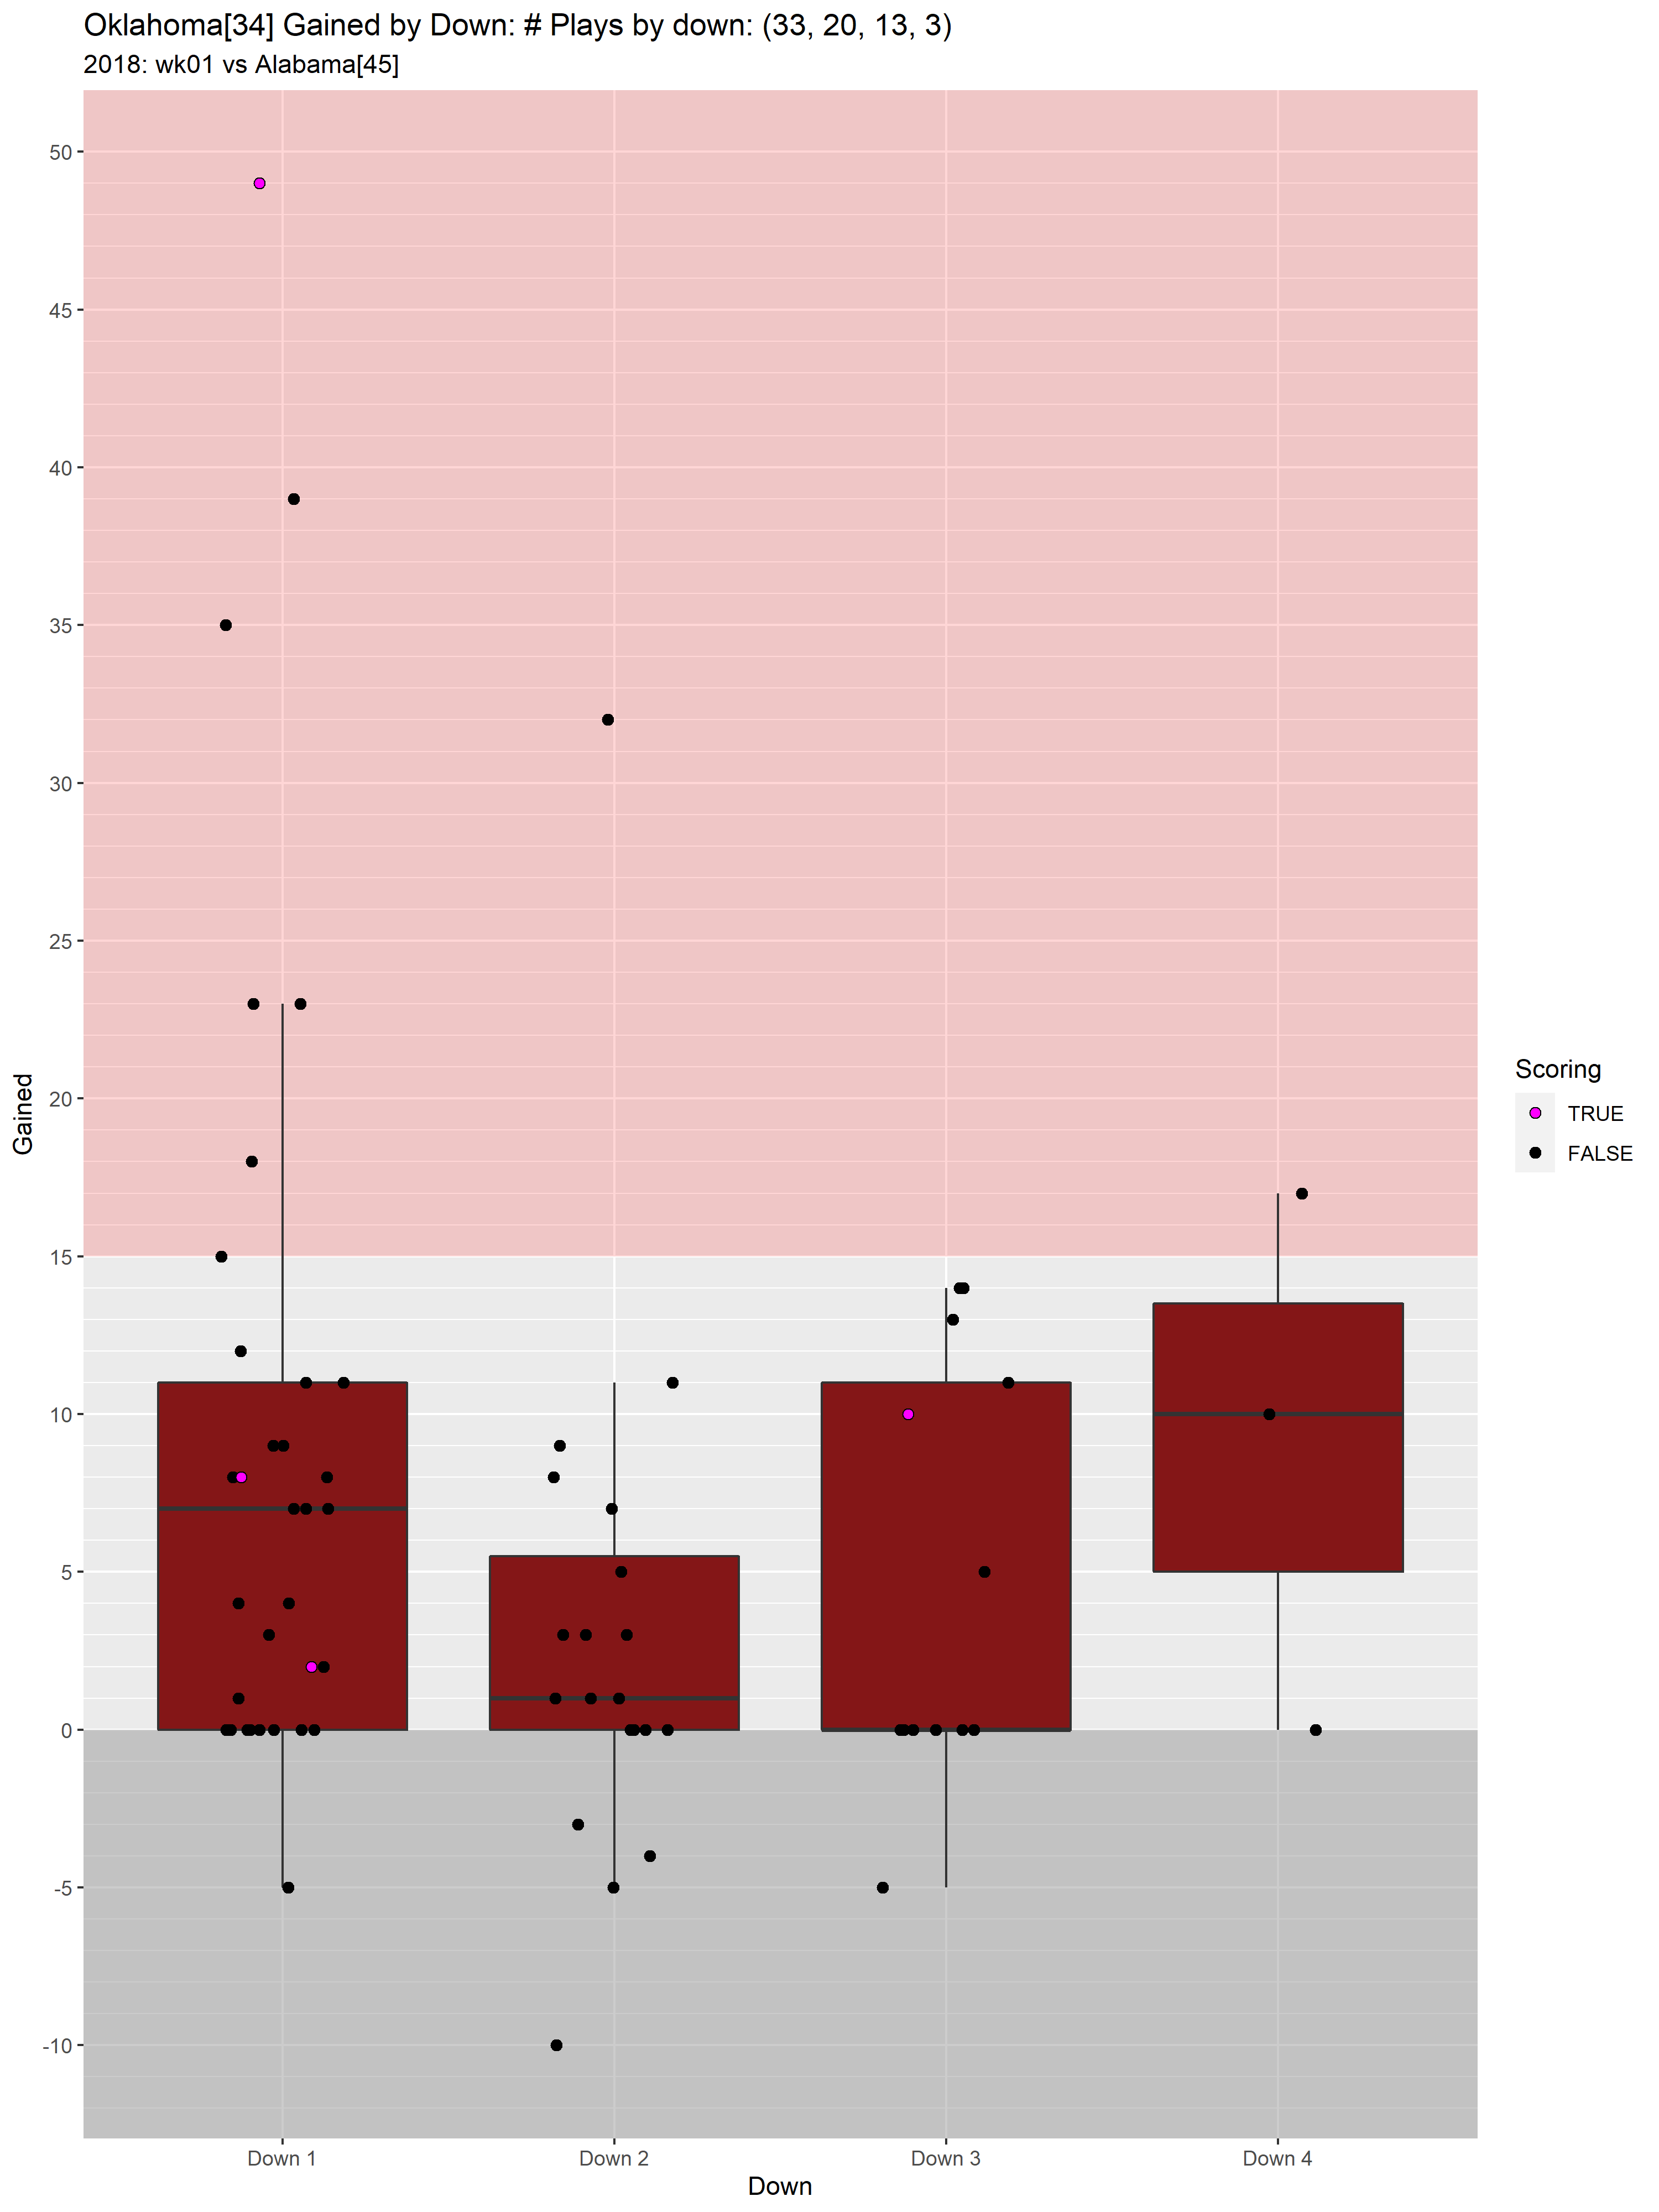 Oklahoma[34] Gained by Down: # Plays by down: (33, 20, 13, 3)
2018: wk01 vs Alabama[45]
50
45
40
35
30
25
20
15
10
5
0
-5
-10
Gained
Down 1
Down 2
Down 3
Down 4
Down
Scoring
TRUE
FALSE